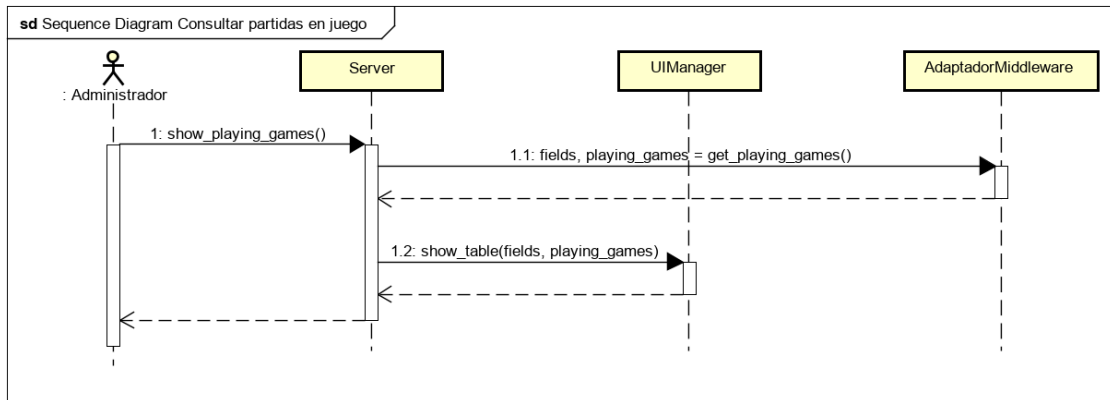 sd Sequence Diagram Consultar partidas en juego
Server
UIManager
AdaptadorMiddleware
: Administrador
1: show_playing_games()
1.1: fields, playing_games = get_playing_games()
1.2: show_table(fields, playing_games)